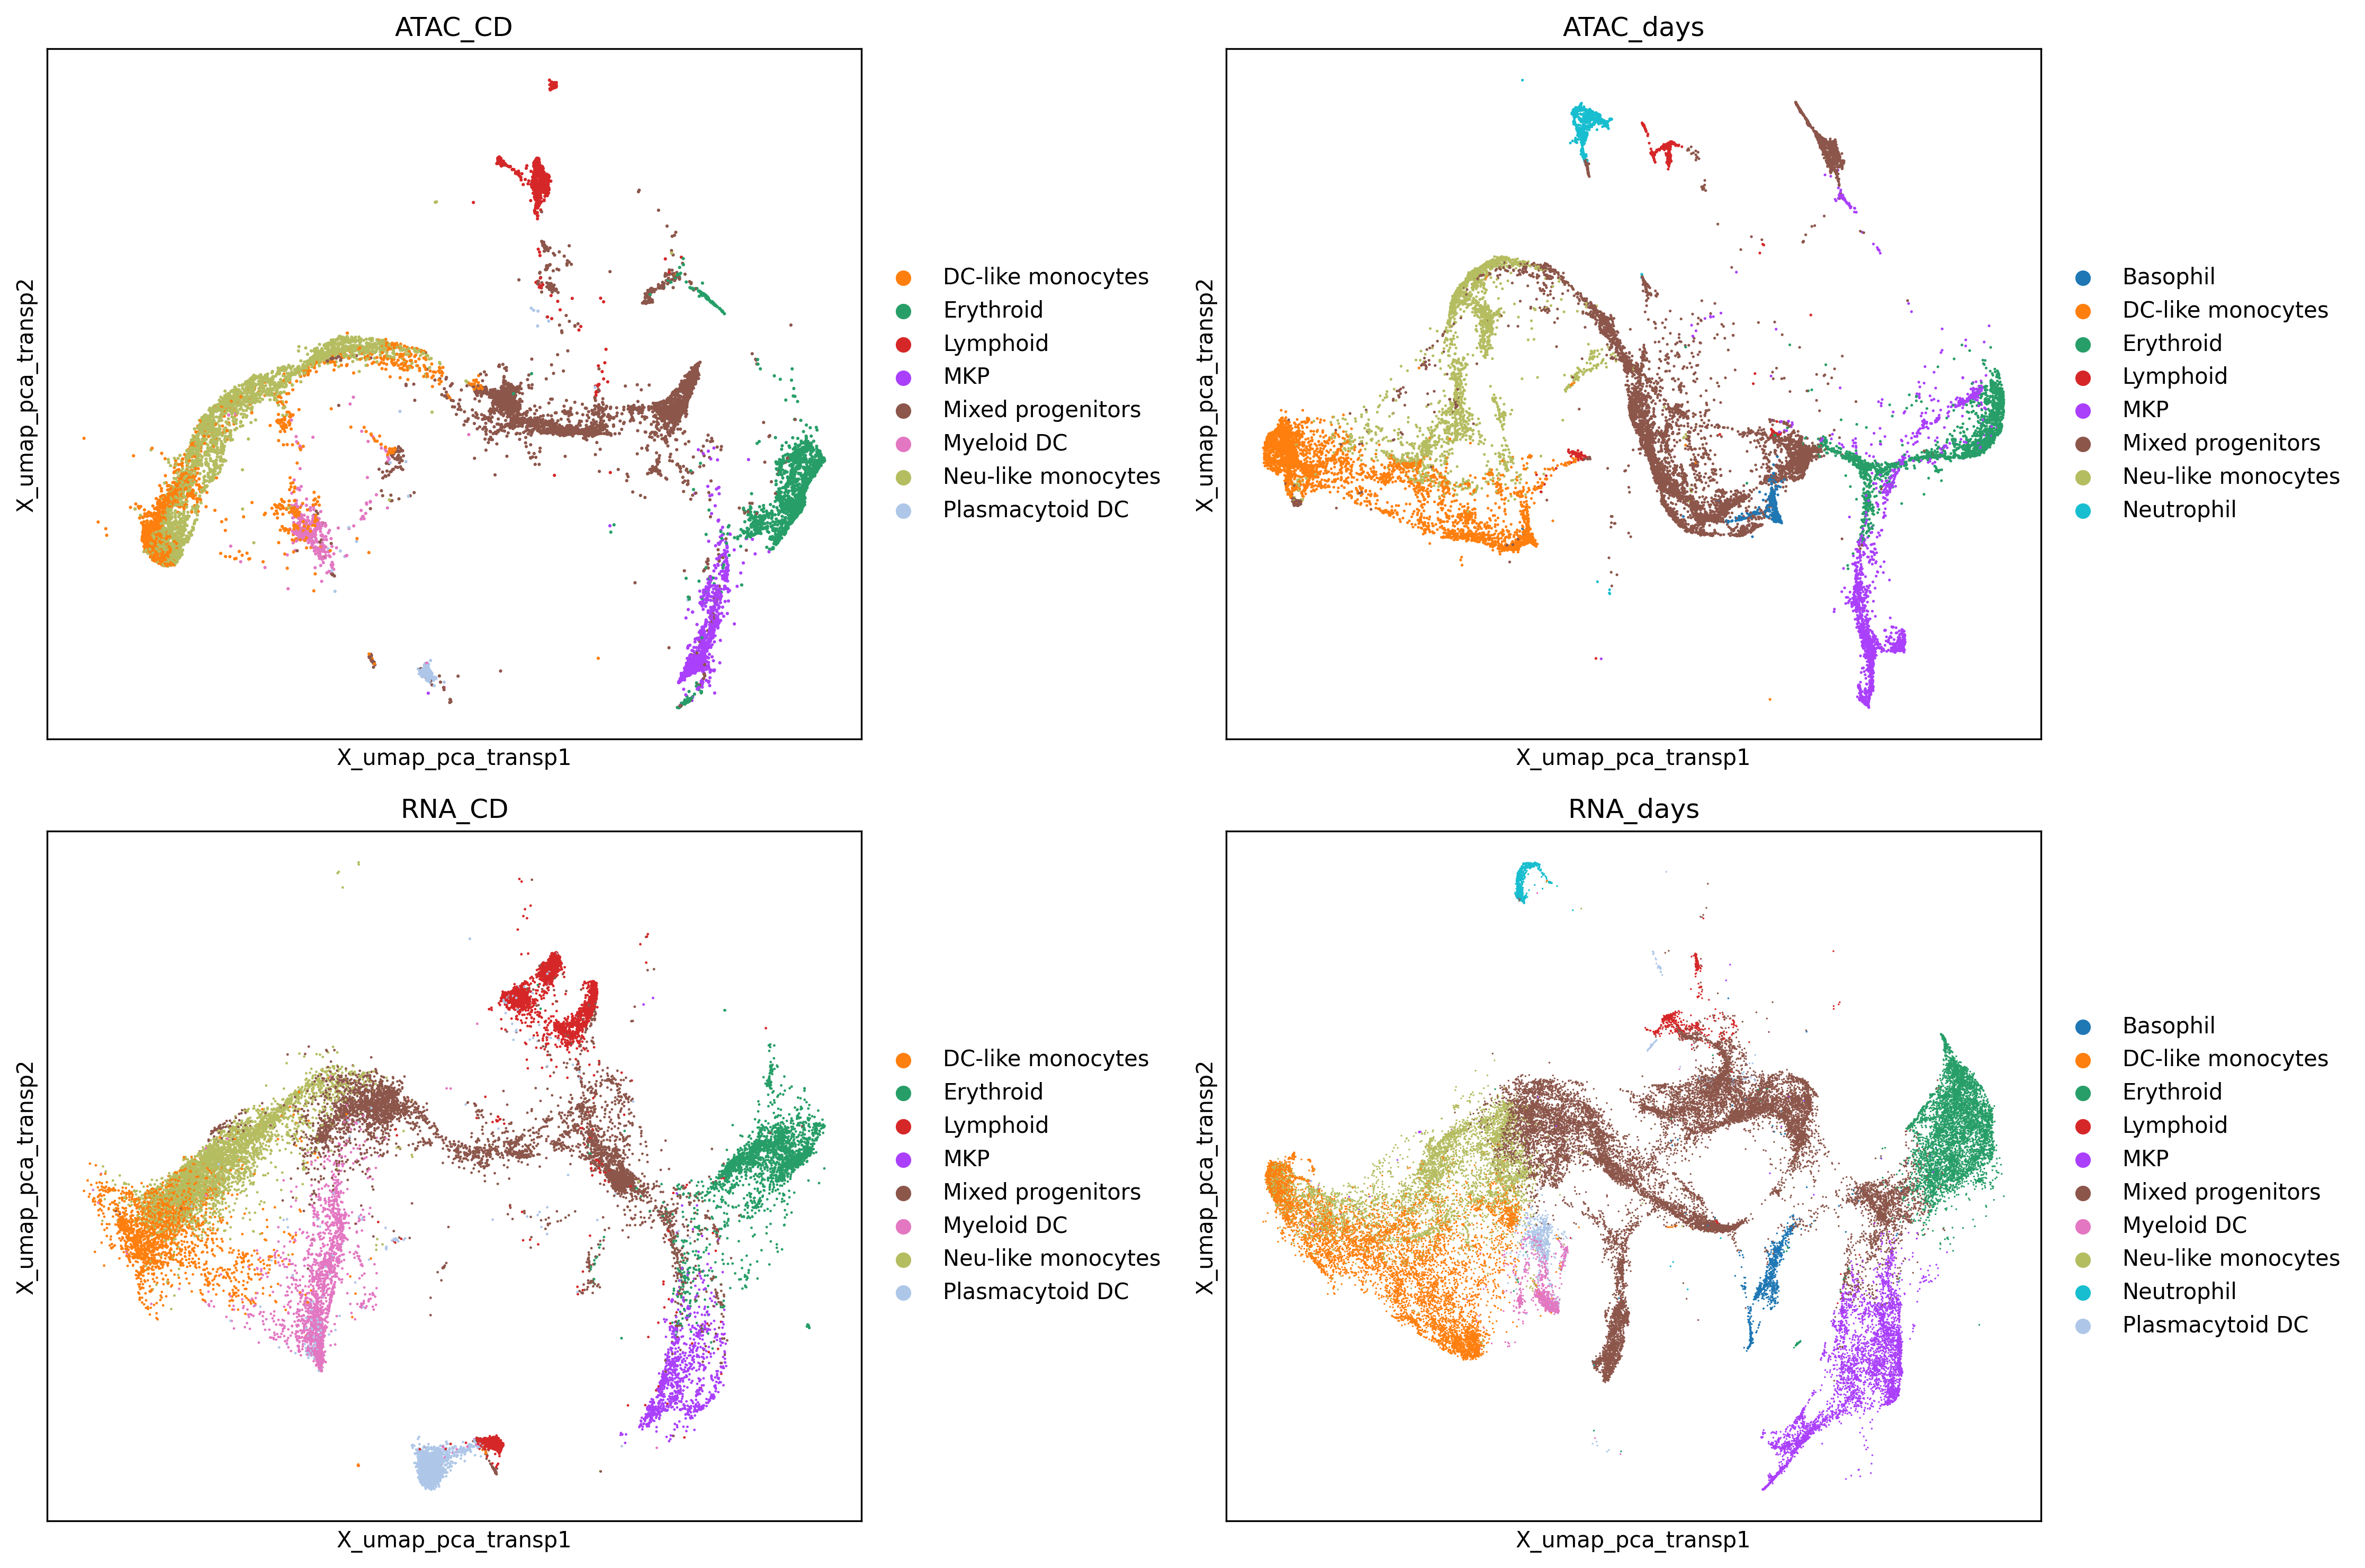 ATAC_CD
X_umap_pca_transp2
X_umap_pca_transp1
DC-like monocytes
Erythroid
Lymphoid
MKP
Mixed progenitors
Myeloid DC
Neu-like monocytes
Plasmacytoid DC
ATAC_days
X_umap_pca_transp2
X_umap_pca_transp1
Basophil
DC-like monocytes
Erythroid
Lymphoid
MKP
Mixed progenitors
Neu-like monocytes
Neutrophil
RNA_CD
X_umap_pca_transp2
X_umap_pca_transp1
DC-like monocytes
Erythroid
Lymphoid
MKP
Mixed progenitors
Myeloid DC
Neu-like monocytes
Plasmacytoid DC
RNA_days
X_umap_pca_transp2
X_umap_pca_transp1
Basophil
DC-like monocytes
Erythroid
Lymphoid
MKP
Mixed progenitors
Myeloid DC
Neu-like monocytes
Neutrophil
Plasmacytoid DC